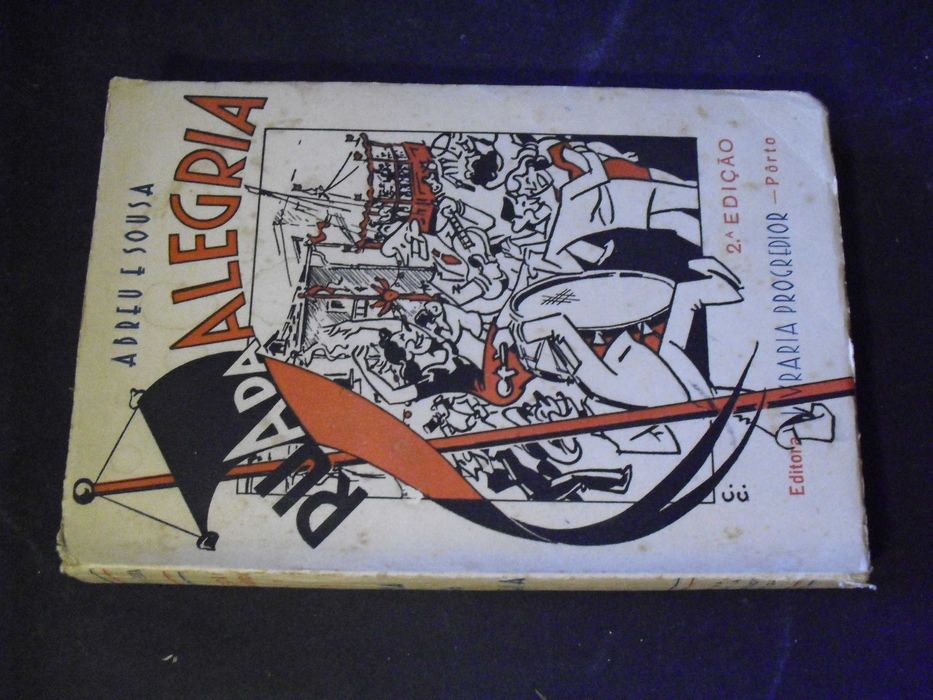 ABREU E SOUSA
RUA DA
ALEGRIA
2.ª EDIÇÃO
Editora LIVRARIA PROGREDIOR — Pôrto